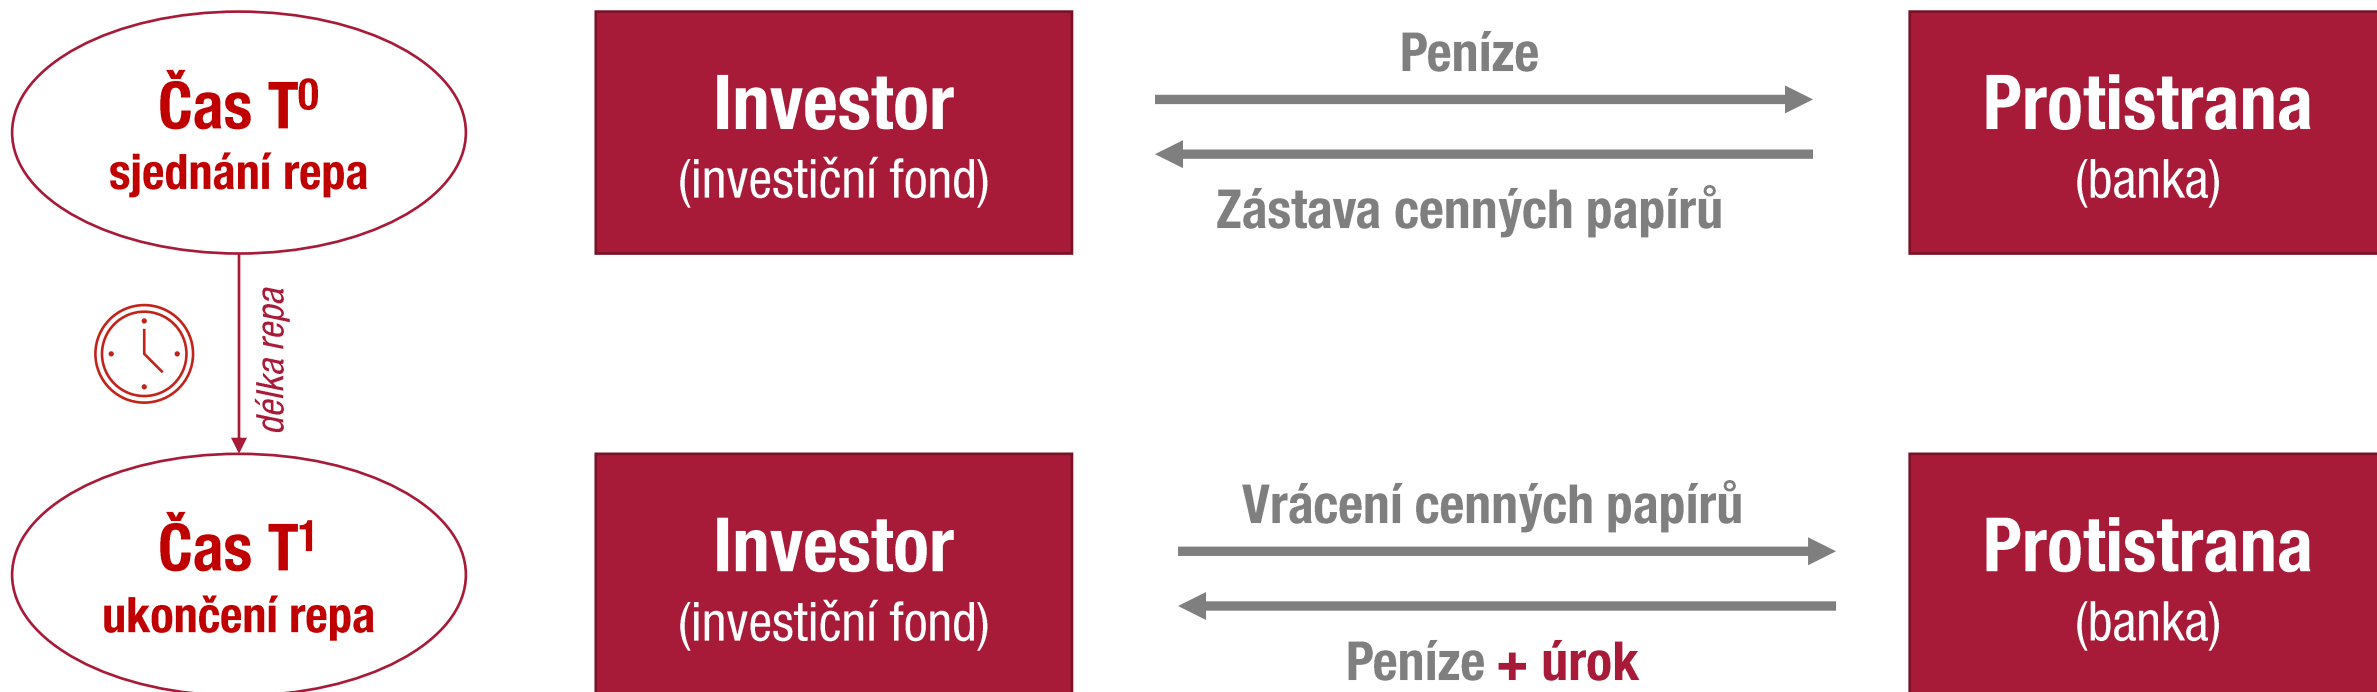 Čas T⁰
sjednání repa
Investor
(investiční fond)
Peníze
Zástava cenných papírů
Protistrana
(banka)
délka repa
Čas T¹
ukončení repa
Investor
(investiční fond)
Vrácení cenných papírů
Peníze + úrok
Protistrana
(banka)